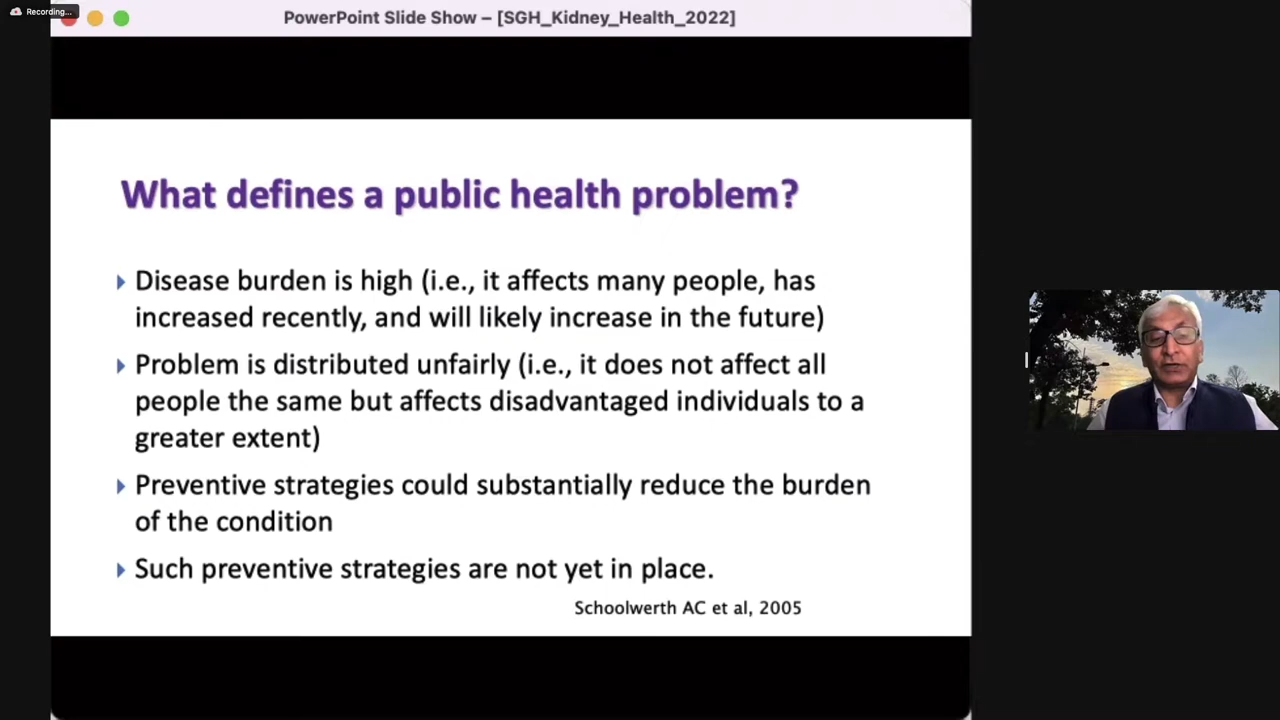 Recording...
PowerPoint Slide Show – [SGH_Kidney_Health_2022]
What defines a public health problem?
Disease burden is high (i.e., it affects many people, has
increased recently, and will likely increase in the future)
Problem is distributed unfairly (i.e., it does not affect all
people the same but affects disadvantaged individuals to a
greater extent)
Preventive strategies could substantially reduce the burden
of the condition
Such preventive strategies are not yet in place.
Schoolwerth AC et al, 2005